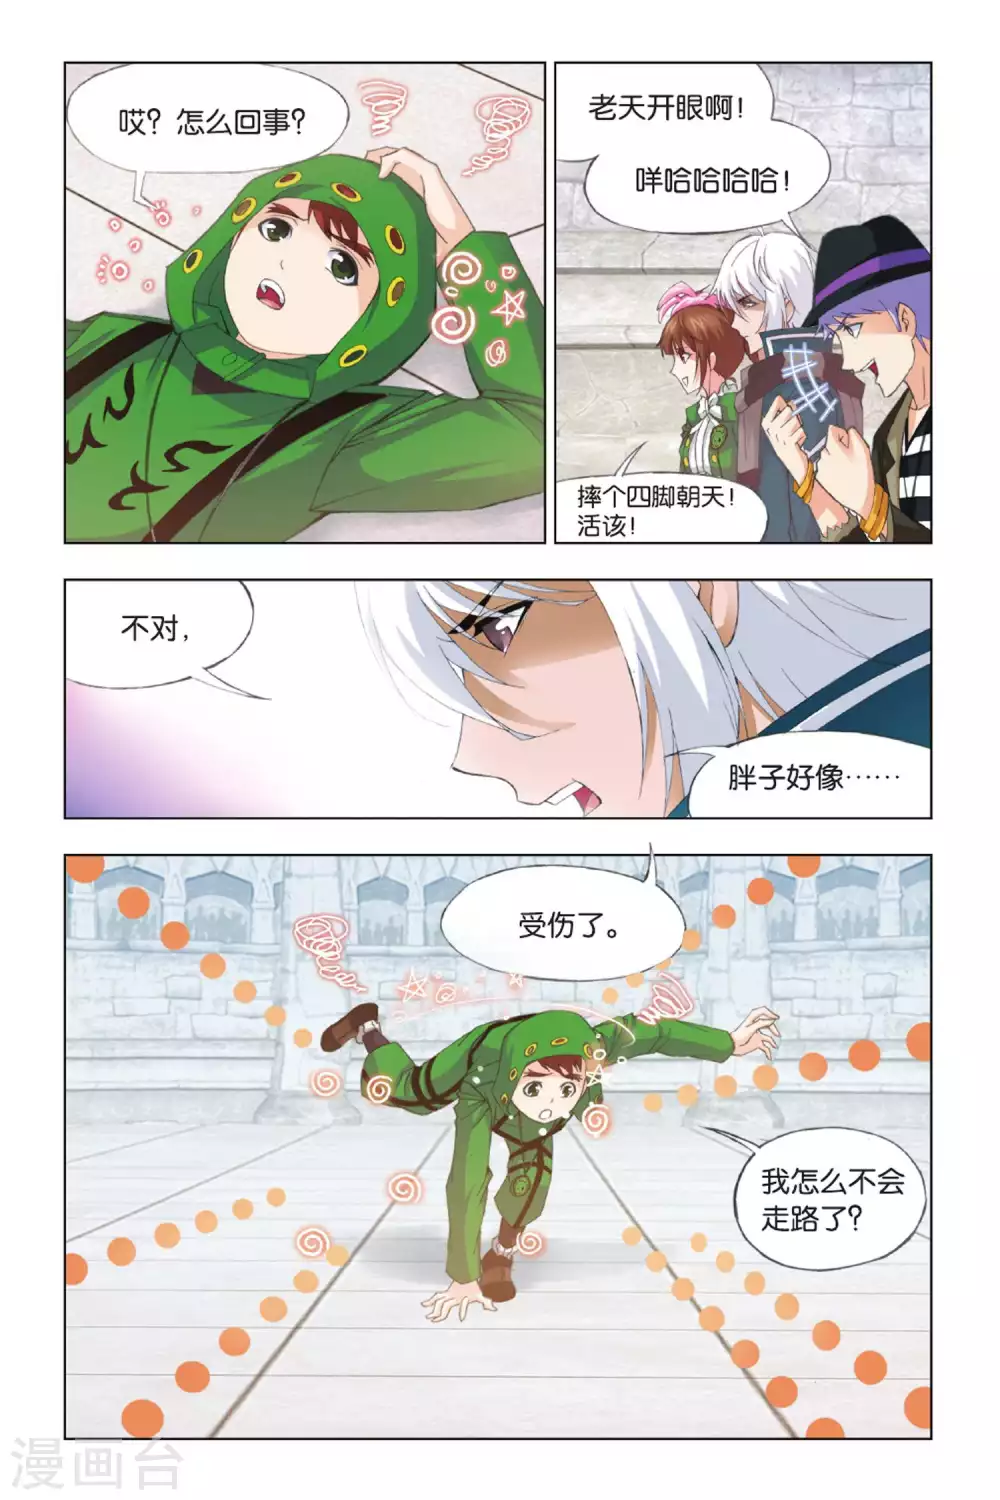 哎？怎么回事？
老天开眼啊！
咩哈哈哈哈！
摔个四脚朝天！
活该！
不对，
胖子好像……
受伤了。
我怎么不会
走路了？
漫画台